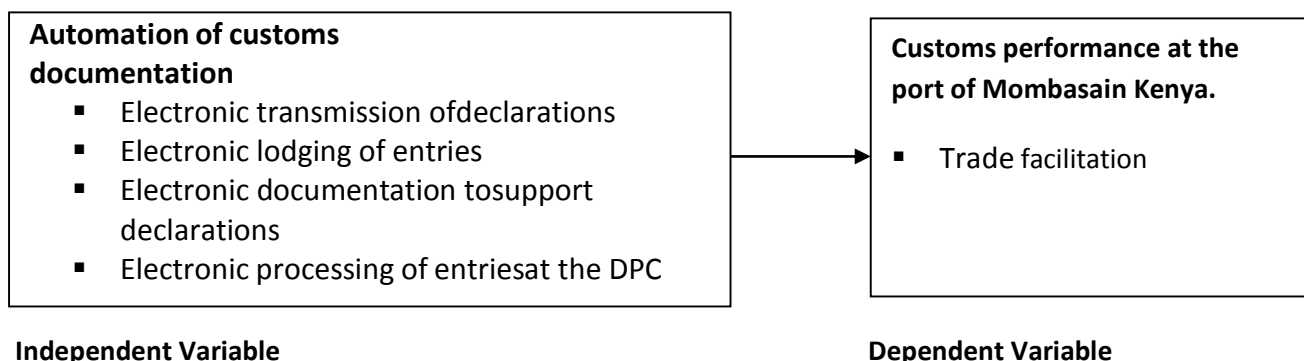 Automation of customs
documentation
▪ Electronic transmission ofdeclarations
▪ Electronic lodging of entries
▪ Electronic documentation tosupport
declarations
▪ Electronic processing of entriesat the DPC
Independent Variable
Customs performance at the
port of Mombasain Kenya.
▪ Trade facilitation
Dependent Variable